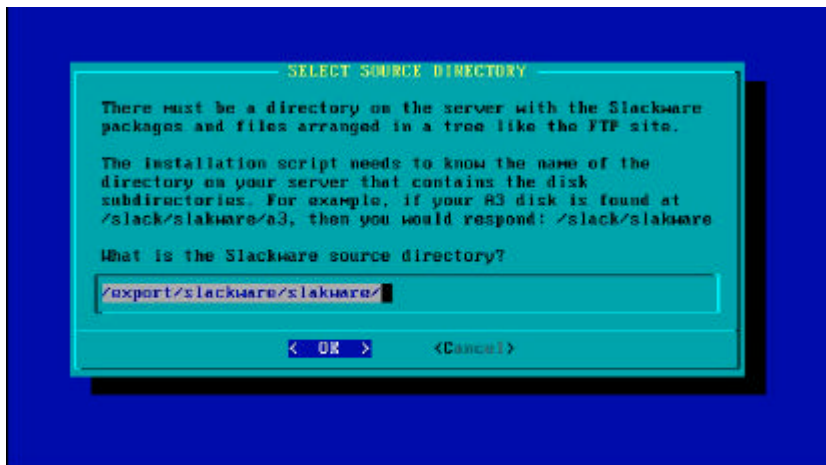 SELECT SOURCE DIRECTORY
There must be a directory on the server with the Slackware
packages and files arranged in a tree like the FTP site.
The installation script needs to know the name of the
directory on your server that contains the disk
subdirectories. For example, if your A3 disk is found at
/slack/slakware/a3, then you would respond: /slack/slakware
What is the Slackware source directory?
/export/slackware/slakware/
< OK > <Cancel>